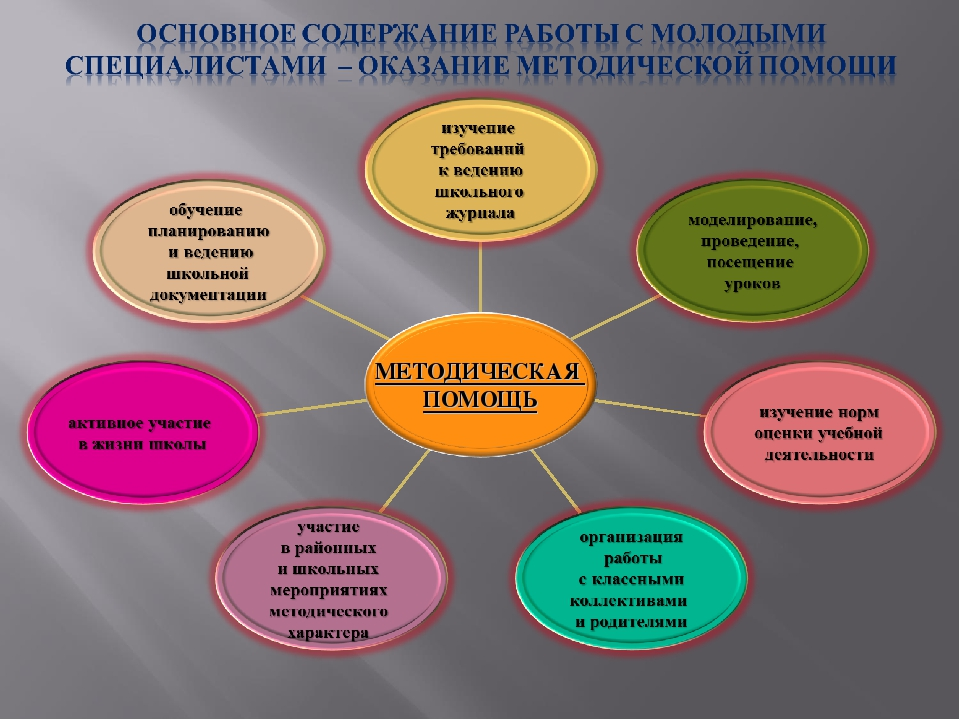 ОСНОВНОЕ СОДЕРЖАНИЕ РАБОТЫ С МОЛОДЫМИ
СПЕЦИАЛИСТАМИ – ОКАЗАНИЕ МЕТОДИЧЕСКОЙ ПОМОЩИ
изучение
требований
к ведению
школьного
журнала
моделирование,
проведение,
посещение
уроков
изучение норм
оценки учебной
деятельности
организация
работы
с классными
коллективами
и родителями
участие
в районных
и школьных
мероприятиях
методического
характера
активное участие
в жизни школы
обучение
планированию
и ведению
школьной
документации
МЕТОДИЧЕСКАЯ
ПОМОЩЬ